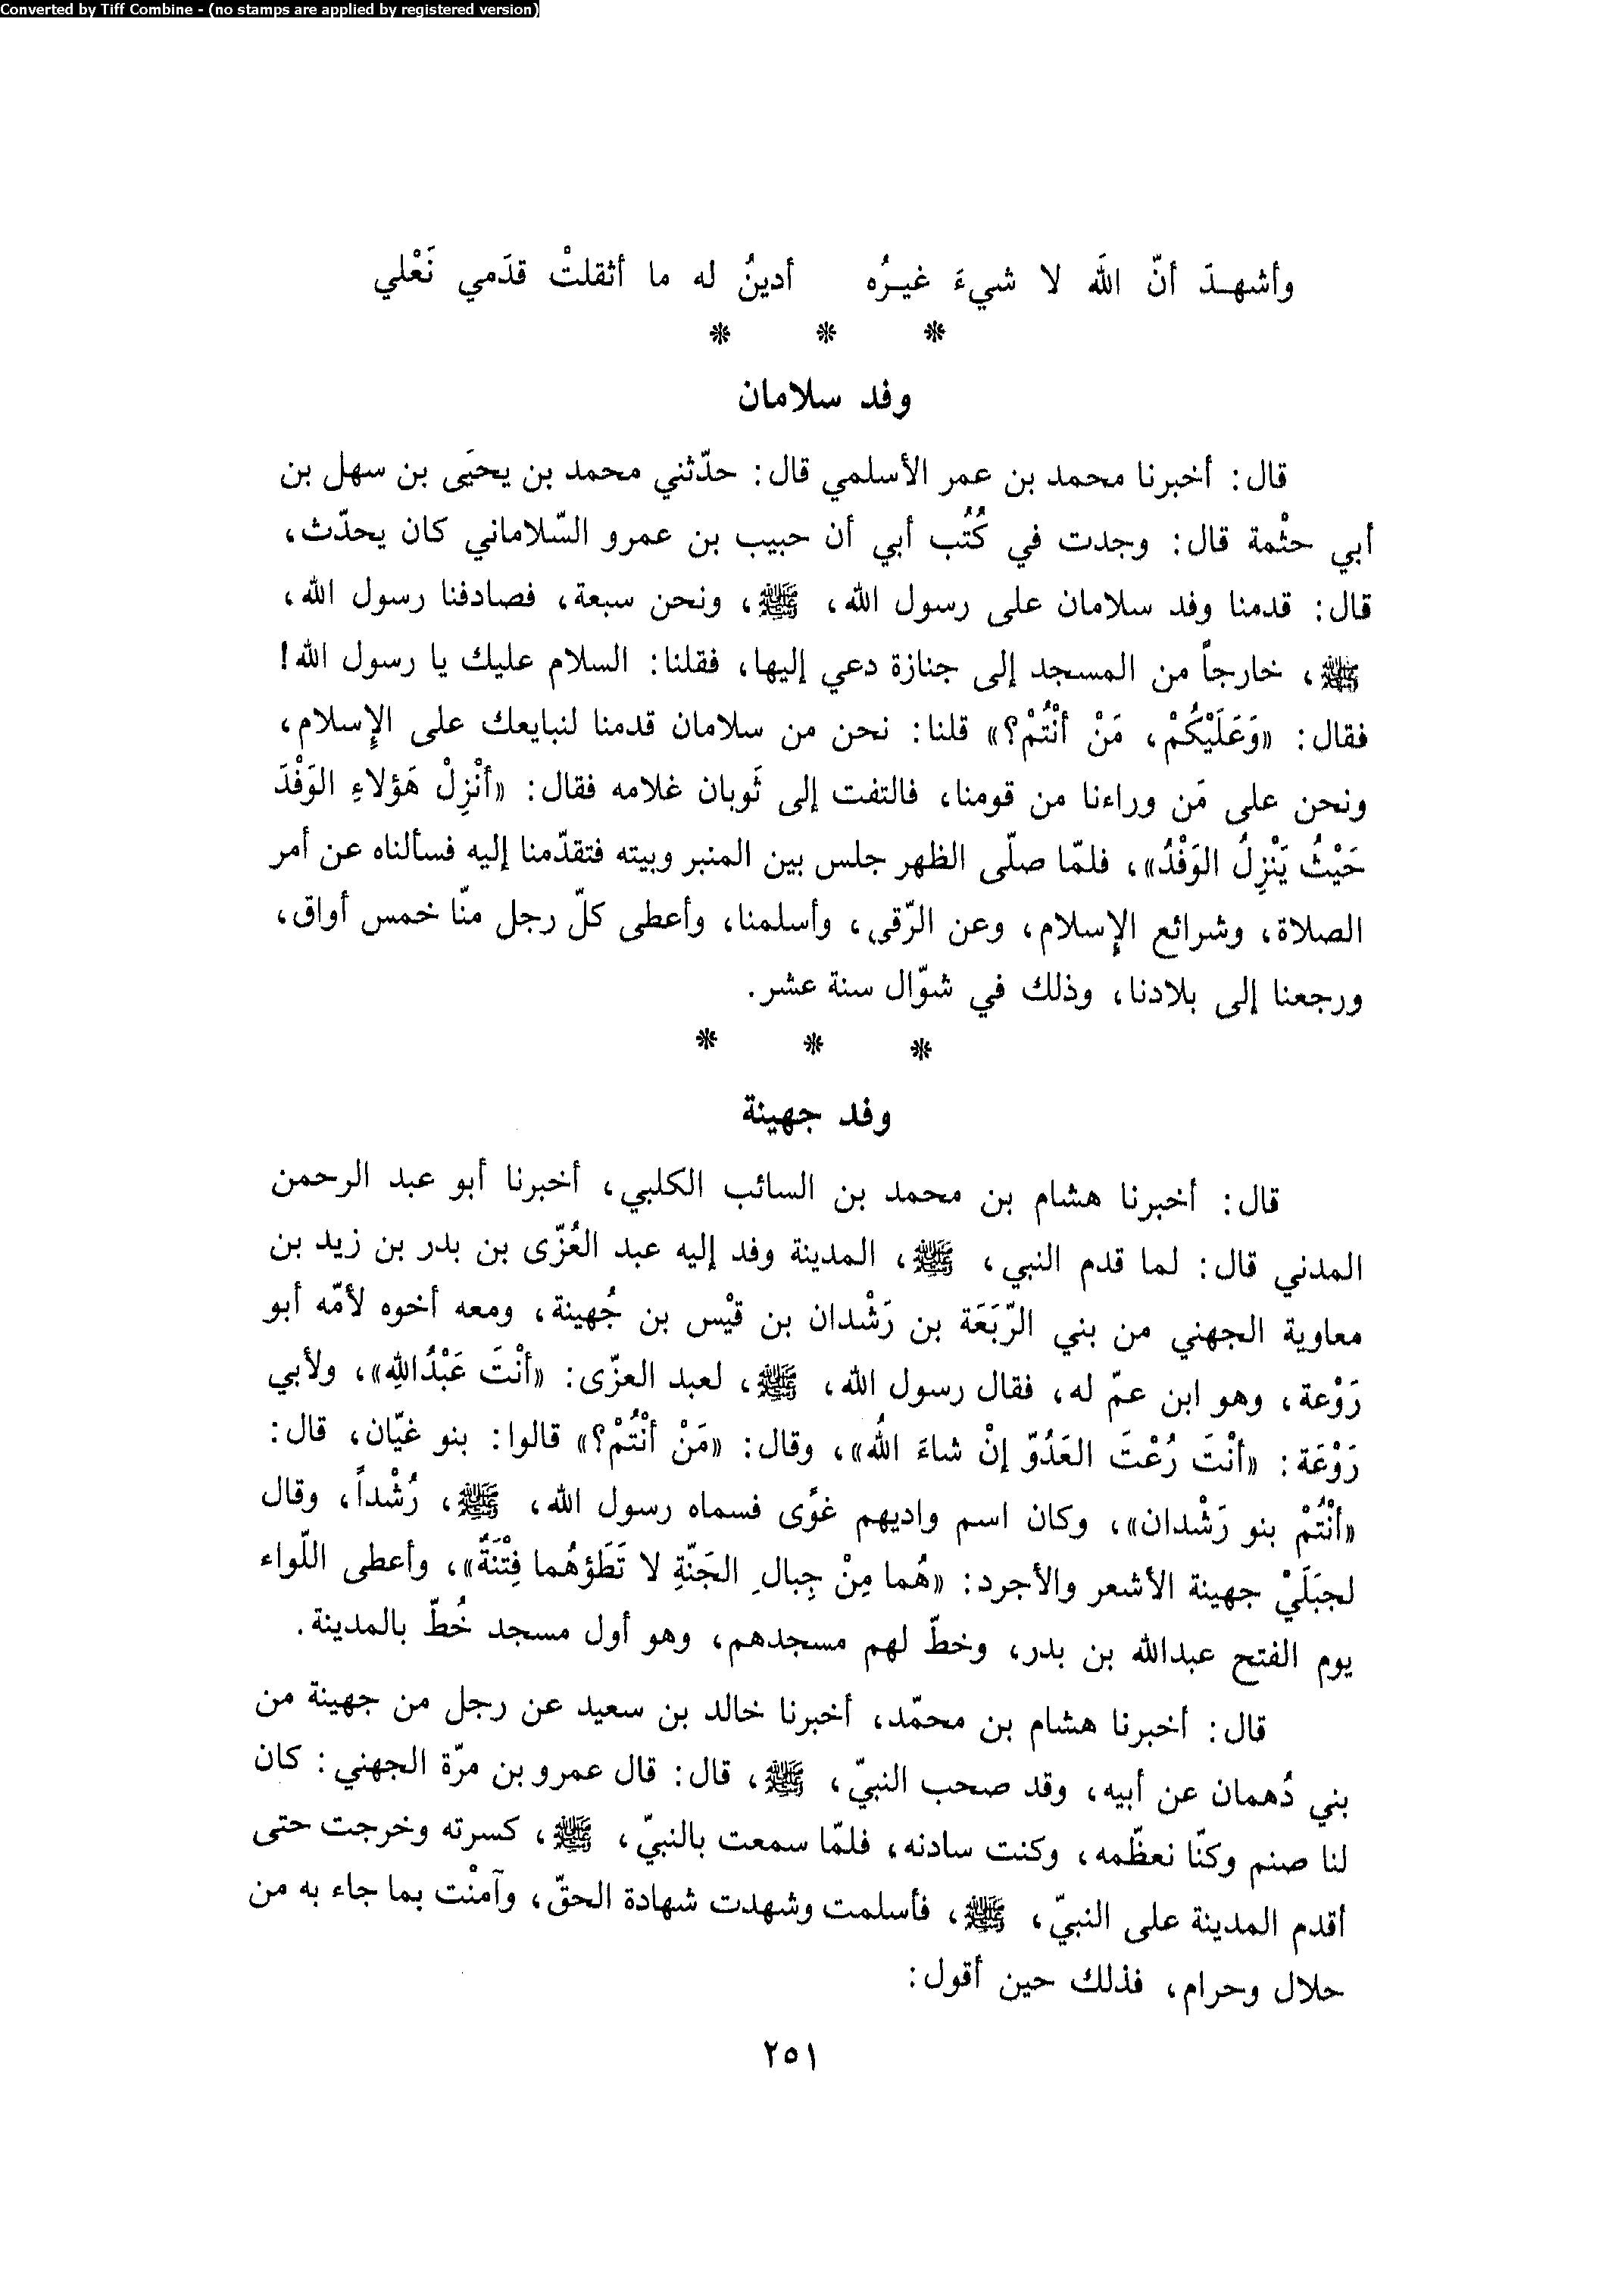 Converted by Tiff Combine - (no stamps are applied by registered version)
وأشهـدَ أنّ اللَه لا شيءَ غيـرُه أدينُ له ما أثقلتْ قدَمي نَعْلي
* * *
وفد سلامان
قال: أخبرنا محمد بن عمر الأسلمي قال: حدّثني محمد بن يحيَى بن سهل بن
أبي حثْمة قال: وجدت في كُتُب أبي أن حبيب بن عمرو السّلاماني كان يحدّث،
قال: قدمنا وفد سلامان على رسول الله، ﷺ، ونحن سبعة، فصادفنا رسول الله،
ﷺ، خارجاً من المسجد إلى جنازة دعي إليها، فقلنا: السلام عليك يا رسول الله!
فقال: «وَعَلَيْكُمْ، مَنْ أنْتُمْ؟» قلنا: نحن من سلامان قدمنا لنبايعك على الإسلام،
ونحن على مَن وراءنا من قومنا، فالتفت إلى ثَوبان غلامه فقال: «أنْزِلْ هَؤلاءِ الوَفْدَ
حَيْثُ يَنْزِلُ الوَفْدُ»، فلمّا صلّى الظهر جلس بين المنبر وبيته فتقدّمنا إليه فسألناه عن أمر
الصلاة، وشرائع الإسلام، وعن الرّقى، وأسلمنا، وأعطى كلّ رجل منّا خمس أواق،
ورجعنا إلى بلادنا، وذلك في شوّال سنة عشر.
* * *
وفد جهينة
قال: أخبرنا هشام بن محمد بن السائب الكلبي، أخبرنا أبو عبد الرحمن
المدني قال: لما قدم النبي، ﷺ، المدينة وفد إليه عبد العُزّى بن بدر بن زيد بن
معاوية الجهني من بني الرّبَعَة بن رَشْدان بن قيْس بن جُهينة، ومعه أخوه لأمّه أبو
رَوْعة، وهو ابن عمّ له، فقال رسول الله، ﷺ، لعبد العزّى: «أنْتَ عَبْدُاللهِ»، ولأبي
رَوْعَة: «أنْتَ رُعْتَ العَدُوّ إنْ شاءَ اللُه»، وقال: «مَنْ أنْتُمْ؟» قالوا: بنو غيّان، قال:
«أنْتُمْ بنو رَشْدان»، وكان اسم واديهم غوًى فسماه رسول الله، ﷺ، رُشْداً، وقال
لجبَلَيْ جهينة الأشعر والأجرد: «هُما مِنْ جِبالِ الجَنّةِ لا تَطَؤهُما فِتْنَةٌ»، وأعطى اللّواء
يوم الفتح عبدالله بن بدر، وخطّ لهم مسجدهم، وهو أول مسجد خُطّ بالمدينة.
قال: أخبرنا هشام بن محمّد، أخبرنا خالد بن سعيد عن رجل من جهينة من
بني دُهمان عن أبيه، وقد صحب النبيّ، ﷺ، قال: قال عمرو بن مرّة الجهني: كان
لنا صنم وكنّا نعظّمه، وكنت سادنه، فلمّا سمعت بالنبيّ، ﷺ، كسرته وخرجت حتى
أقدم المدينة على النبيّ، ﷺ، فأسلمت وشهدت شهادة الحقّ، وآمنْت بما جاء به من
حلال وحرام، فذلك حين أقول:
٢٥١